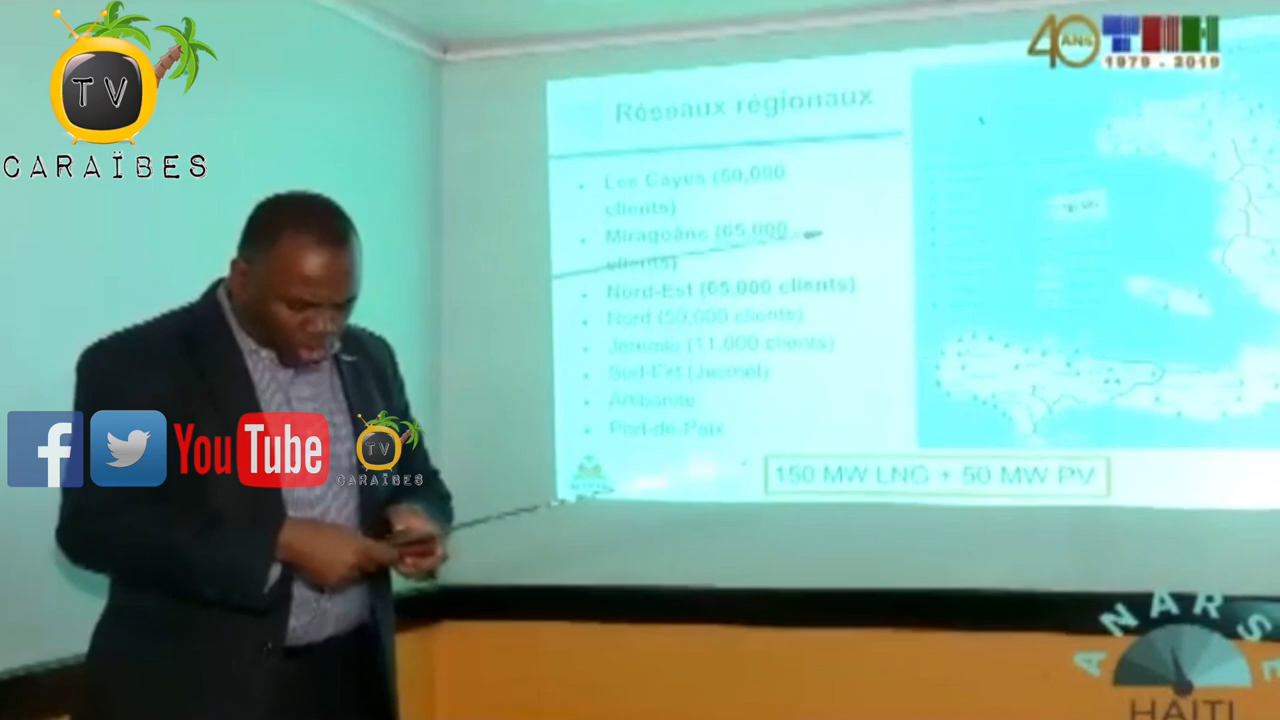 TV
CARAÏBES
40 ANS
1979 - 2019
Réseaux régionaux
Les Cayes (50,000
clients)
Miragoâne (65,000
clients)
Nord-Est (65,000 clients)
Nord (50,000 clients)
Jérémie (11,000 clients)
Sud-Est (Jacmel)
Artibonite
Port-de-Paix
150 MW LNG + 50 MW PV
f
YouTube
TV
CARAÏBES
ANARSE
HAITI